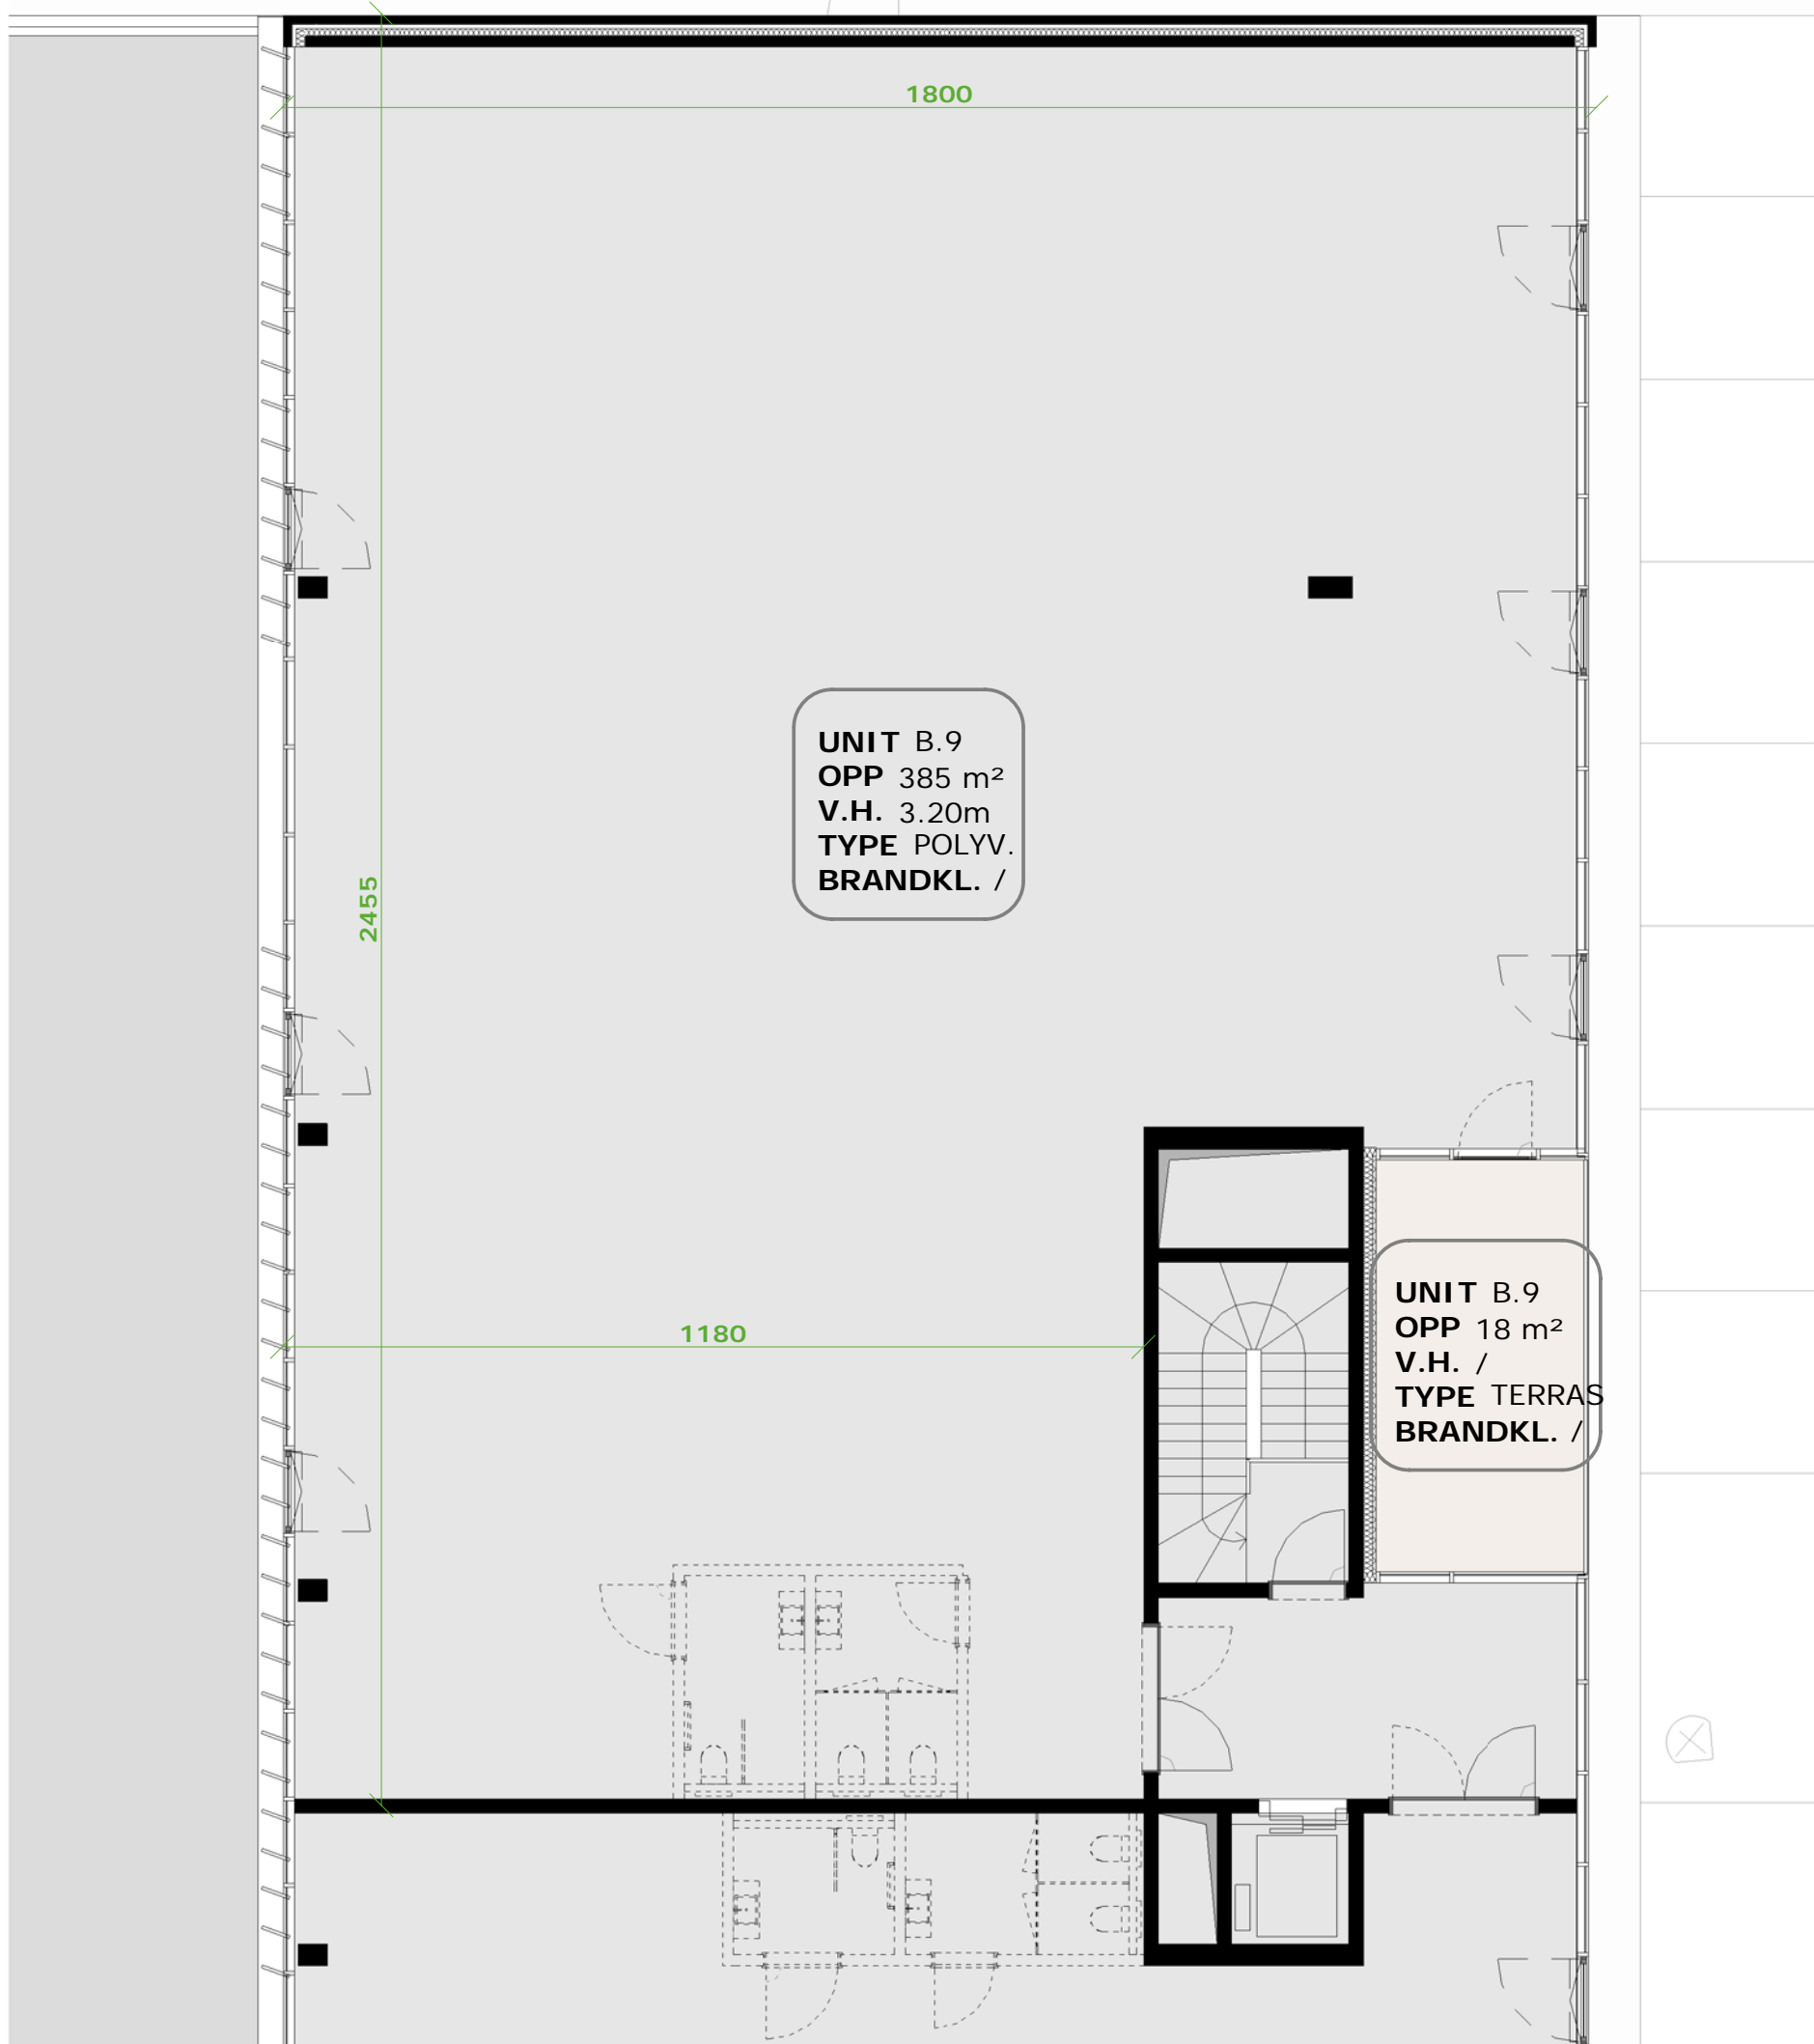 1800
UNIT B.9
OPP 385 m²
V.H. 3.20m
TYPE POLYV.
BRANDKL. /
2455
1180
UNIT B.9
OPP 18 m²
V.H. /
TYPE TERRAS
BRANDKL. /